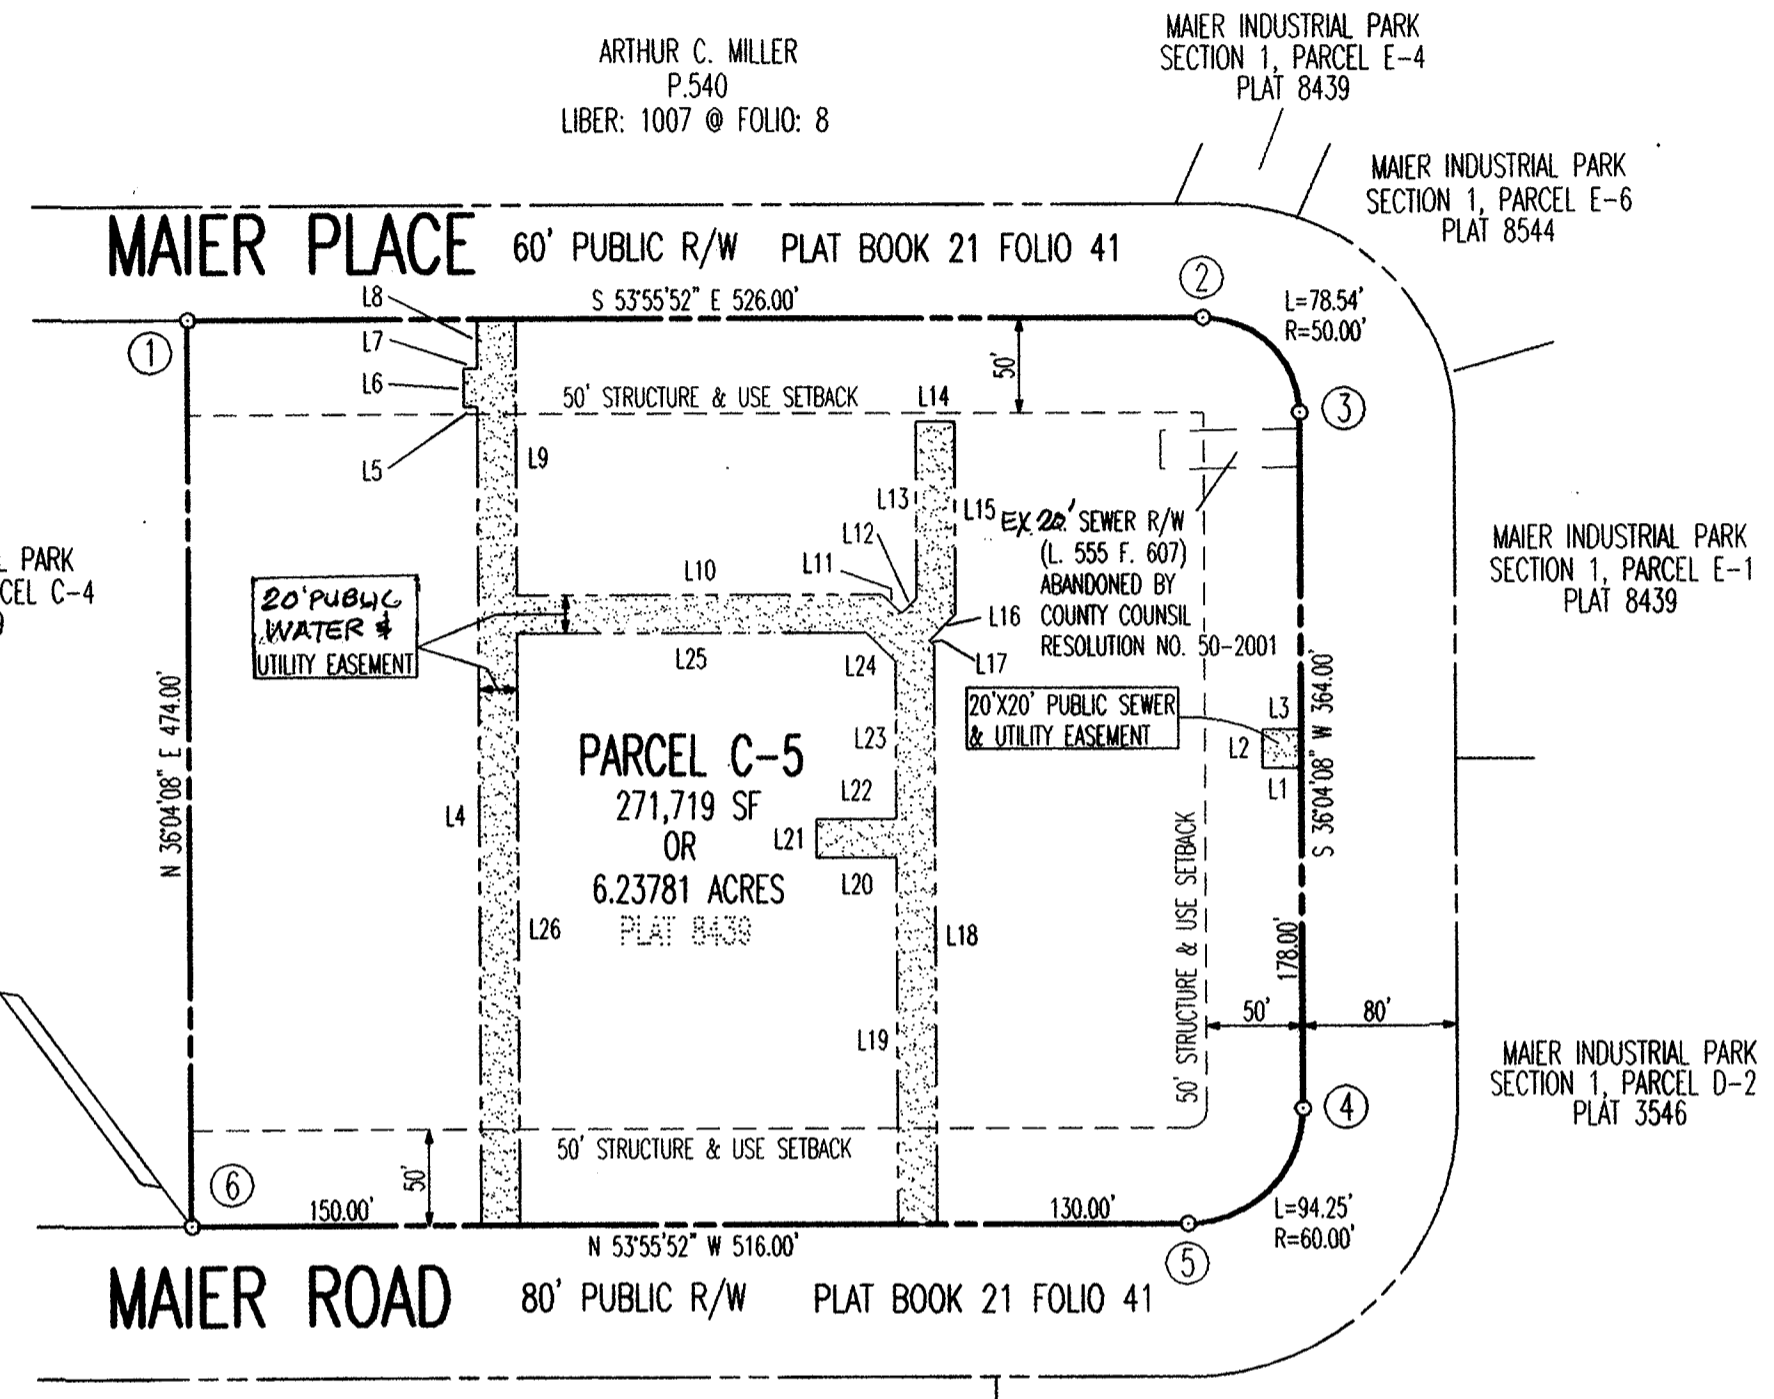 ARTHUR C. MILLER
P.540
LIBER: 1007 @ FOLIO: 8
MAIER INDUSTRIAL PARK
SECTION 1, PARCEL E-4
PLAT 8439
MAIER INDUSTRIAL PARK
SECTION 1, PARCEL E-6
PLAT 8544
MAIER PLACE 60' PUBLIC R/W PLAT BOOK 21 FOLIO 41
S 53°55'52" E 526.00'
1
2
L=78.54'
R=50.00'
3
L8
L7
L6
L5
50' STRUCTURE & USE SETBACK
50'
L14
L9
L13
L15
L12
L11
L10
EX 20' SEWER R/W
(L. 555 F. 607)
ABANDONED BY
COUNTY COUNSIL
RESOLUTION NO. 50-2001
L16
L17
MAIER INDUSTRIAL PARK
SECTION 1, PARCEL E-1
PLAT 8439
PARK
CEL C-4
20' PUBLIC
WATER &
UTILITY EASEMENT
L25
L24
20'X20' PUBLIC SEWER
& UTILITY EASEMENT
L3
L2
L1
N 36°04'08" E 474.00'
S 36°04'08" W 364.00'
PARCEL C-5
271,719 SF
OR
6.23781 ACRES
PLAT 8439
L23
L22
L21
L20
L4
L26
L18
L19
50' STRUCTURE & USE SETBACK
178.00'
50'
80'
MAIER INDUSTRIAL PARK
SECTION 1, PARCEL D-2
PLAT 3546
4
50' STRUCTURE & USE SETBACK
50'
6
150.00'
130.00'
N 53°55'52" W 516.00'
L=94.25'
R=60.00'
5
MAIER ROAD 80' PUBLIC R/W PLAT BOOK 21 FOLIO 41